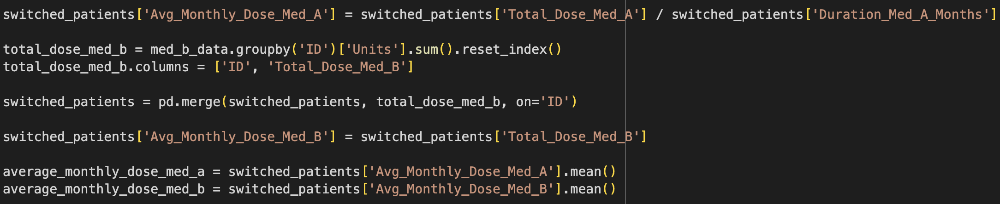 switched_patients['Avg_Monthly_Dose_Med_A'] = switched_patients['Total_Dose_Med_A'] / switched_patients['Duration_Med_A_Months']
total_dose_med_b = med_b_data.groupby('ID')['Units'].sum().reset_index()
total_dose_med_b.columns = ['ID', 'Total_Dose_Med_B']
switched_patients = pd.merge(switched_patients, total_dose_med_b, on='ID')
switched_patients['Avg_Monthly_Dose_Med_B'] = switched_patients['Total_Dose_Med_B']
average_monthly_dose_med_a = switched_patients['Avg_Monthly_Dose_Med_A'].mean()
average_monthly_dose_med_b = switched_patients['Avg_Monthly_Dose_Med_B'].mean()